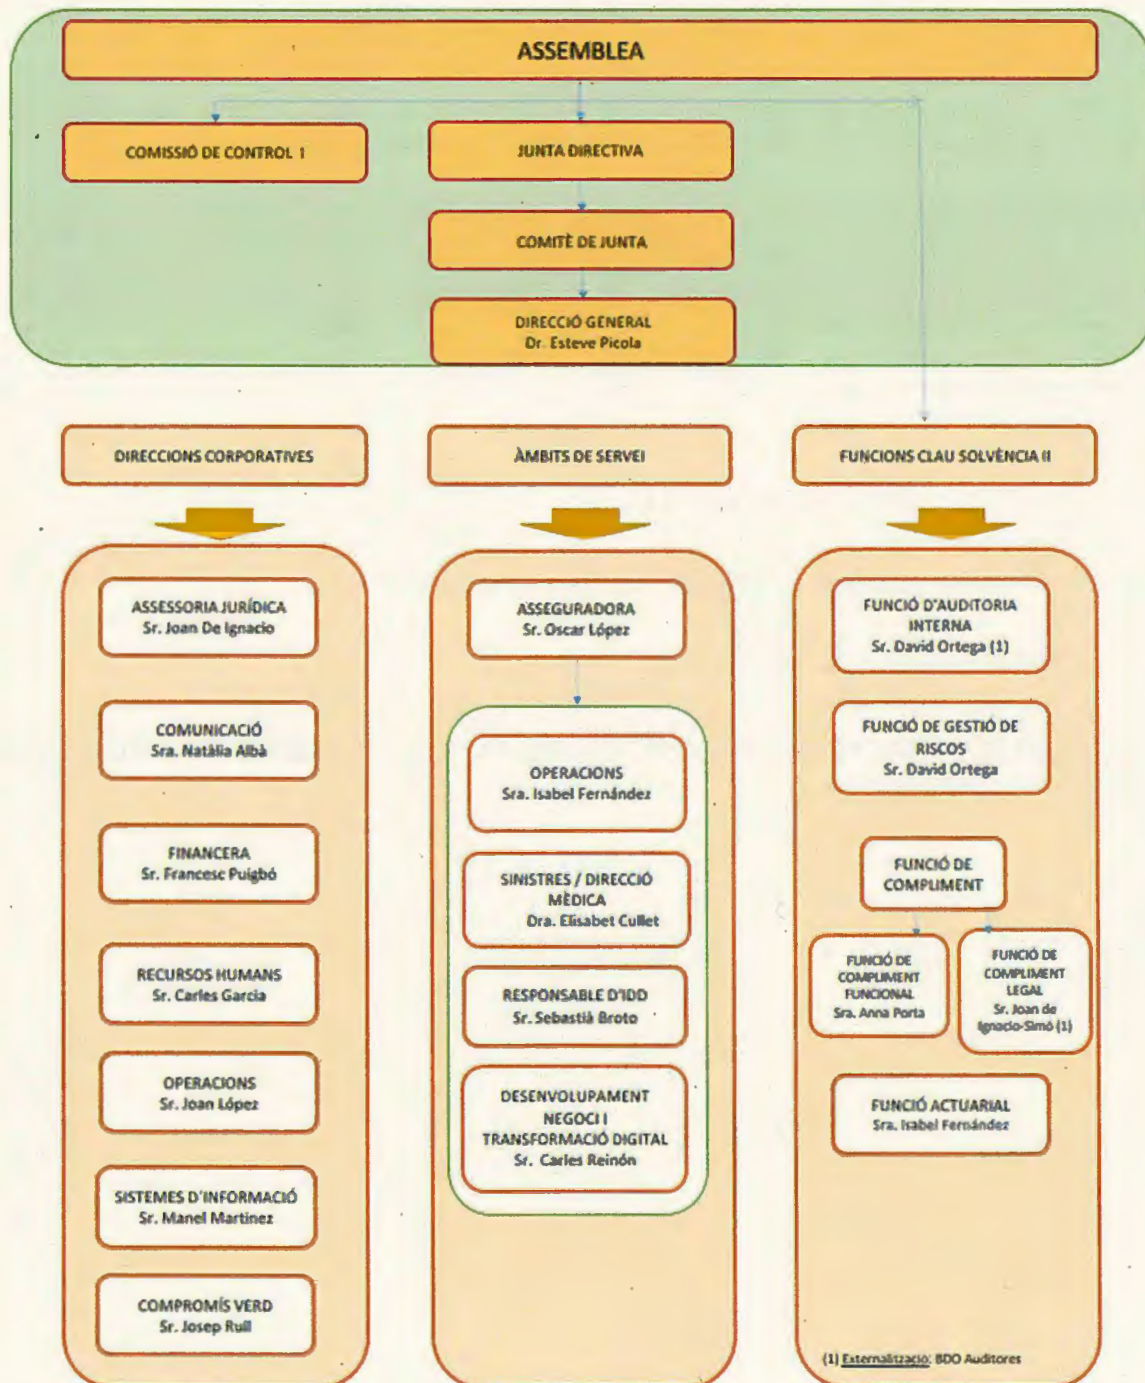 ASSEMBLEA
COMISSIÓ DE CONTROL 1
JUNTA DIRECTIVA
COMITÈ DE JUNTA
DIRECCIÓ GENERAL
Dr. Esteve Picola
DIRECCIONS CORPORATIVES
ÀMBITS DE SERVEI
FUNCIONS CLAU SOLVÈNCIA II
ASSESSORIA JURÍDICA
Sr. Joan De Ignacio
COMUNICACIÓ
Sra. Natàlia Albà
FINANCERA
Sr. Francesc Puigbó
RECURSOS HUMANS
Sr. Carles Garcia
OPERACIONS
Sr. Joan López
SISTEMES D'INFORMACIÓ
Sr. Manel Martinez
COMPROMÍS VERD
Sr. Josep Rull
ASSEGURADORA
Sr. Oscar López
OPERACIONS
Sra. Isabel Fernández
SINISTRES / DIRECCIÓ
MÈDICA
Dra. Elisabet Cullet
RESPONSABLE D'IDD
Sr. Sebastià Broto
DESENVOLUPAMENT
NEGOCI I
TRANSFORMACIÓ DIGITAL
Sr. Carles Reinón
FUNCIÓ D'AUDITORIA
INTERNA
Sr. David Ortega (1)
FUNCIÓ DE GESTIÓ DE
RISCOS
Sr. David Ortega
FUNCIÓ DE
COMPLIMENT
FUNCIÓ DE
COMPLIMENT
FUNCIONAL
Sra. Anna Porta
FUNCIÓ DE
COMPLIMENT
LEGAL
Sr. Joan de
Ignacio-Simó (1)
FUNCIÓ ACTUARIAL
Sra. Isabel Fernández
(1) Externalitzacio: BDO Auditores